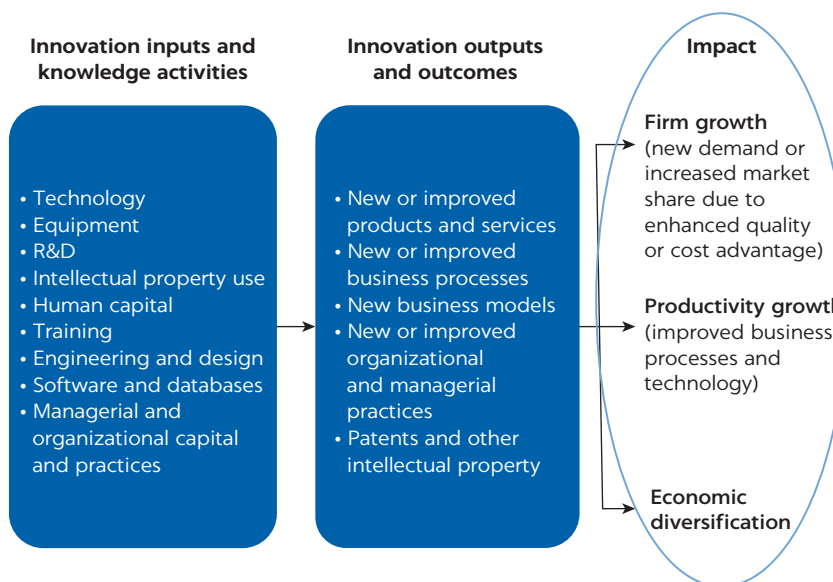 Innovation inputs and
knowledge activities
• Technology
• Equipment
• R&D
• Intellectual property use
• Human capital
• Training
• Engineering and design
• Software and databases
• Managerial and
organizational capital
and practices
Innovation outputs
and outcomes
• New or improved
products and services
• New or improved
business processes
• New business models
• New or improved
organizational
and managerial
practices
• Patents and other
intellectual property
Impact
Firm growth
(new demand or
increased market
share due to
enhanced quality
or cost advantage)
Productivity growth
(improved business
processes and
technology)
Economic
diversification